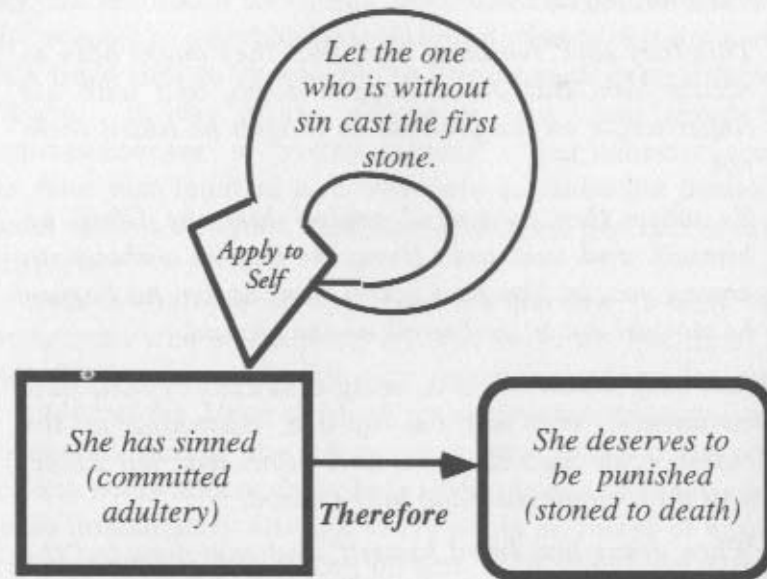 Let the one
who is without
sin cast the first
stone.
Apply to
Self
She has sinned
(committed
adultery)
Therefore
She deserves to
be punished
(stoned to death)